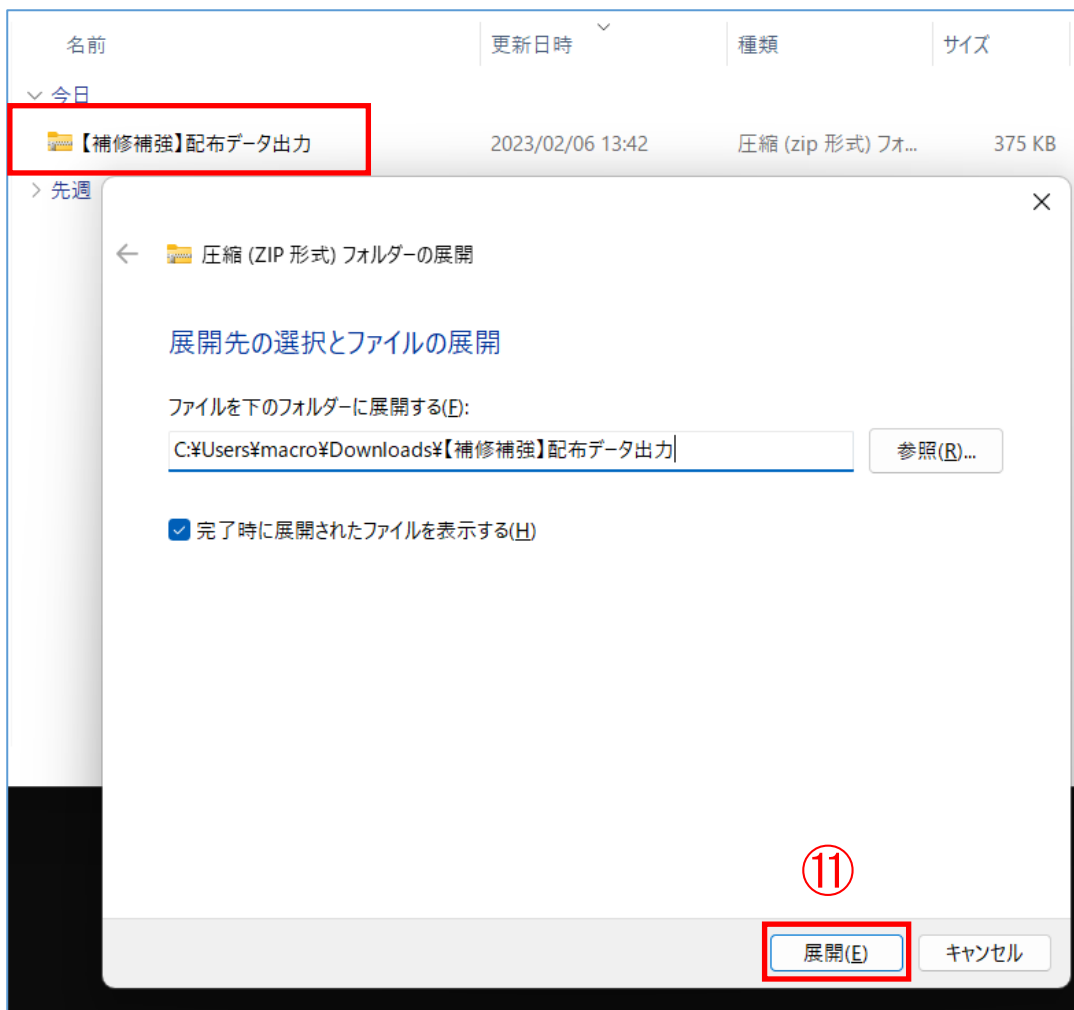 名前 更新日時 種類 サイズ
今日
【補修補強】配布データ出力 2023/02/06 13:42 圧縮 (zip 形式) フォ... 375 KB
先週
圧縮 (ZIP 形式) フォルダーの展開
展開先の選択とファイルの展開
ファイルを下のフォルダーに展開する(F):
C:¥Users¥macro¥Downloads¥【補修補強】配布データ出力 参照(R)...
完了時に展開されたファイルを表示する(H)
⑪
展開(E) キャンセル